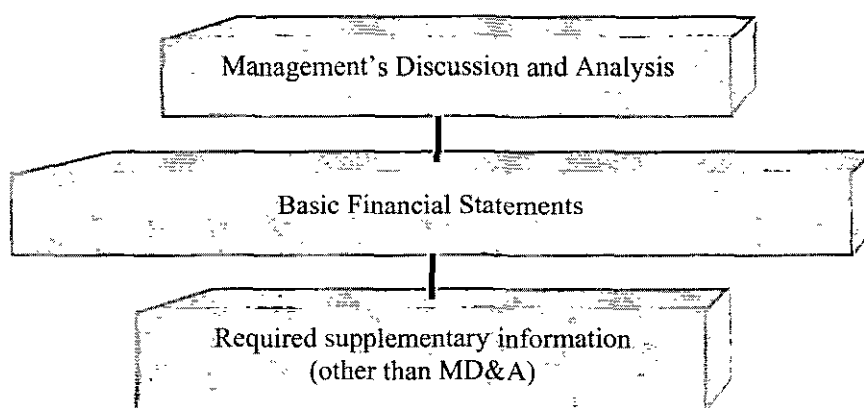 Management's Discussion and Analysis
Basic Financial Statements
Required supplementary information
(other than MD&A)